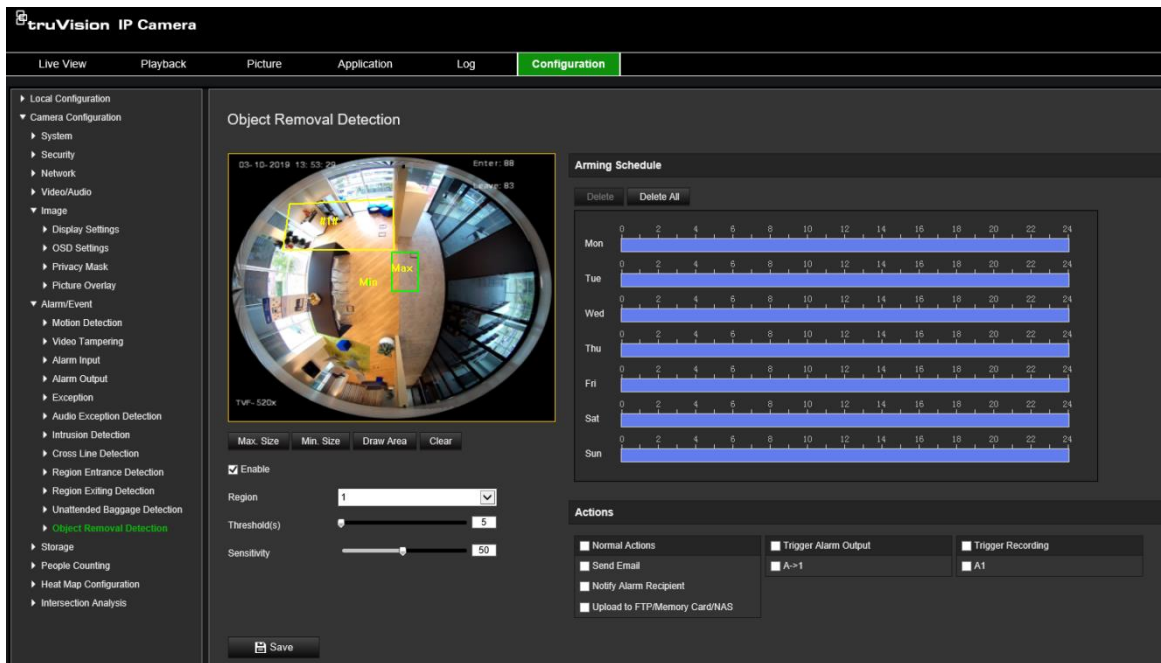 truVision IP Camera
Live View Playback Picture Application Log Configuration
Local Configuration
Camera Configuration
System
Security
Network
Video/Audio
Image
Display Settings
OSD Settings
Privacy Mask
Picture Overlay
Alarm/Event
Motion Detection
Video Tampering
Alarm Input
Alarm Output
Exception
Audio Exception Detection
Intrusion Detection
Cross Line Detection
Region Entrance Detection
Region Exiting Detection
Unattended Baggage Detection
Object Removal Detection
Storage
People Counting
Heat Map Configuration
Intersection Analysis
Object Removal Detection
03-10-2019 13:53:29
Enter:88
Leave:83
#1#
Max
Min
TVF-520x
Max. Size Min. Size Draw Area Clear
Enable
Region 1
Threshold(s) 5
Sensitivity 50
Save
Arming Schedule
Delete Delete All
0 2 4 6 8 10 12 14 16 18 20 22 24
Mon
0 2 4 6 8 10 12 14 16 18 20 22 24
Tue
0 2 4 6 8 10 12 14 16 18 20 22 24
Wed
0 2 4 6 8 10 12 14 16 18 20 22 24
Thu
0 2 4 6 8 10 12 14 16 18 20 22 24
Fri
0 2 4 6 8 10 12 14 16 18 20 22 24
Sat
0 2 4 6 8 10 12 14 16 18 20 22 24
Sun
Actions
Normal Actions Trigger Alarm Output Trigger Recording
Send Email A->1 A1
Notify Alarm Recipient
Upload to FTP/Memory Card/NAS